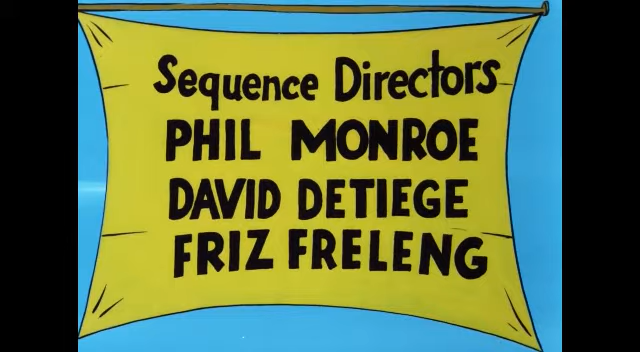 Sequence Directors
PHIL MONROE
DAVID DETIEGE
FRIZ FRELENG